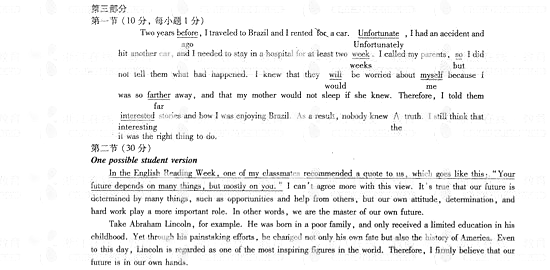 第三部分
第一节(10分,每小题1分)
Two years before, I traveled to Brazil and I rented for a car. Unfortunate, I had an accident and
ago Unfortunately
hit another car, and I needed to stay in a hospital for at least two week. I called my parents, so I did
weeks but
not tell them what had happened. I knew that they will be worried about myself because I
would me
was so farther away, and that my mother would not sleep if she knew. Therefore, I told them
far
interested stories and how I was enjoying Brazil. As a result, nobody knew ∧ truth. I still think that
interesting the
it was the right thing to do.
第二节(30分)
One possible student version
In the English Reading Week, one of my classmates recommended a quote to us, which goes like this: "Your
future depends on many things, but mostly on you." I can't agree more with this view. It's true that our future is
determined by many things, such as opportunities and help from others, but our own attitude, determination, and
hard work play a more important role. In other words, we are the master of our own future.
Take Abraham Lincoln, for example. He was born in a poor family, and only received a limited education in his
childhood. Yet through his painstaking efforts, he changed not only his own fate but also the history of America. Even
to this day, Lincoln is regarded as one of the most inspiring figures in the world. Therefore, I firmly believe that our
future is in our own hands.